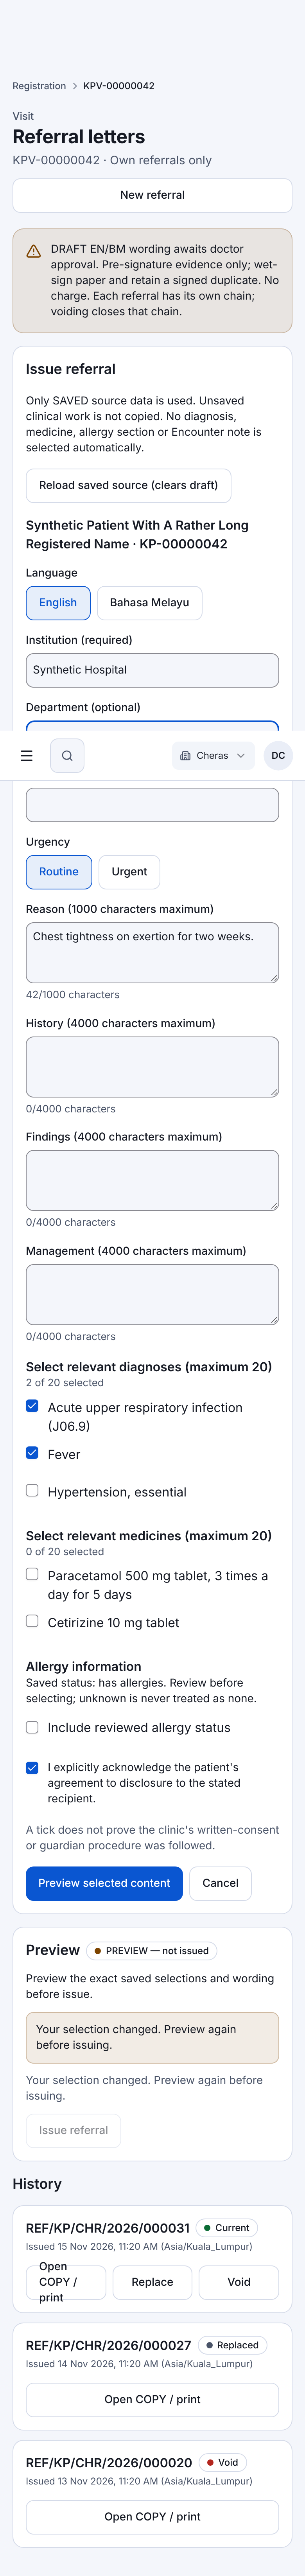 Registration > KPV-00000042
Visit
Referral letters
KPV-00000042 · Own referrals only
New referral
DRAFT EN/BM wording awaits doctor
approval. Pre-signature evidence only; wet-
sign paper and retain a signed duplicate. No
charge. Each referral has its own chain;
voiding closes that chain.
Issue referral
Only SAVED source data is used. Unsaved
clinical work is not copied. No diagnosis,
medicine, allergy section or Encounter note is
selected automatically.
Reload saved source (clears draft)
Synthetic Patient With A Rather Long
Registered Name · KP-00000042
Language
English Bahasa Melayu
Institution (required)
Synthetic Hospital
Department (optional)
Cheras DC
Urgency
Routine Urgent
Reason (1000 characters maximum)
Chest tightness on exertion for two weeks.
42/1000 characters
History (4000 characters maximum)
0/4000 characters
Findings (4000 characters maximum)
0/4000 characters
Management (4000 characters maximum)
0/4000 characters
Select relevant diagnoses (maximum 20)
2 of 20 selected
Acute upper respiratory infection
(J06.9)
Fever
Hypertension, essential
Select relevant medicines (maximum 20)
0 of 20 selected
Paracetamol 500 mg tablet, 3 times a
day for 5 days
Cetirizine 10 mg tablet
Allergy information
Saved status: has allergies. Review before
selecting; unknown is never treated as none.
Include reviewed allergy status
I explicitly acknowledge the patient's
agreement to disclosure to the stated
recipient.
A tick does not prove the clinic's written-consent
or guardian procedure was followed.
Preview selected content Cancel
Preview PREVIEW — not issued
Preview the exact saved selections and wording
before issue.
Your selection changed. Preview again
before issuing.
Your selection changed. Preview again before
issuing.
Issue referral
History
REF/KP/CHR/2026/000031 Current
Issued 15 Nov 2026, 11:20 AM (Asia/Kuala_Lumpur)
Open
COPY / Replace Void
print
REF/KP/CHR/2026/000027 Replaced
Issued 14 Nov 2026, 11:20 AM (Asia/Kuala_Lumpur)
Open COPY / print
REF/KP/CHR/2026/000020 Void
Issued 13 Nov 2026, 11:20 AM (Asia/Kuala_Lumpur)
Open COPY / print